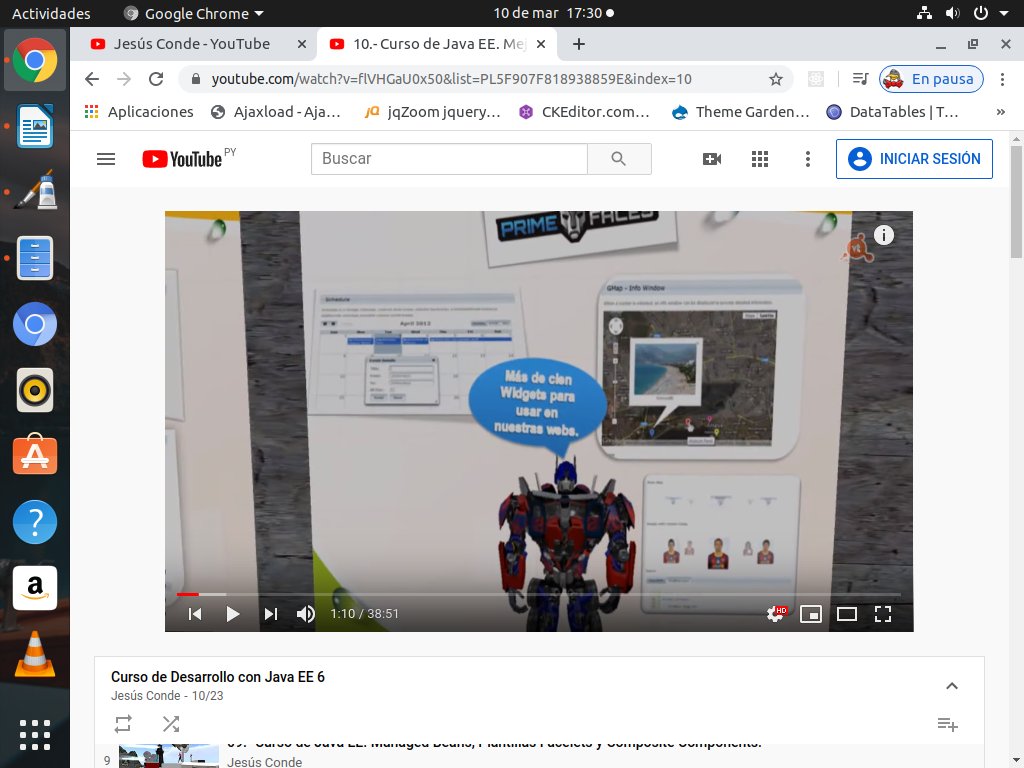 Actividades
Google Chrome
10 de mar 17:30
Jesús Conde - YouTube
10.- Curso de Java EE. Mej
youtube.com/watch?v=flVHGaU0x50&list=PL5F907F818938859E&index=10
En pausa
Aplicaciones
Ajaxload - Aja...
jqZoom jquery...
CKEditor.com...
Theme Garden...
DataTables | T...
»
YouTube PY
Buscar
INICIAR SESIÓN
PRIME FACES
Schedule
GMap - Info Window
April 2012
Más de cien
Widgets para
usar en
nuestras webs.
1:10 / 38:51
HD
Curso de Desarrollo con Java EE 6
Jesús Conde - 10/23
9
09.- Curso de Java EE. Managed Beans, Plantillas Facelets y Composite Components.
Jesús Conde